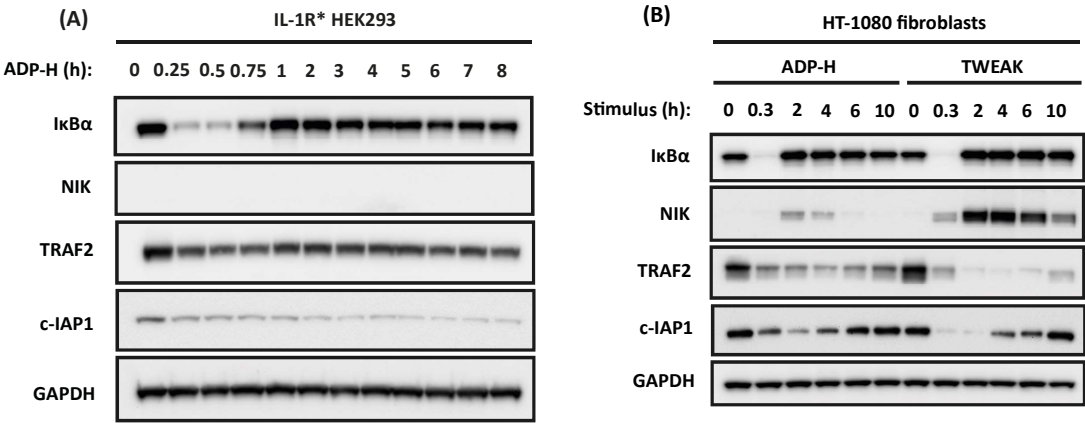 (A)
IL-1R* HEK293
ADP-H (h): 0 0.25 0.5 0.75 1 2 3 4 5 6 7 8
IκBα
NIK
TRAF2
c-IAP1
GAPDH
(B)
HT-1080 fibroblasts
ADP-H TWEAK
Stimulus (h): 0 0.3 2 4 6 10 0 0.3 2 4 6 10
IκBα
NIK
TRAF2
c-IAP1
GAPDH